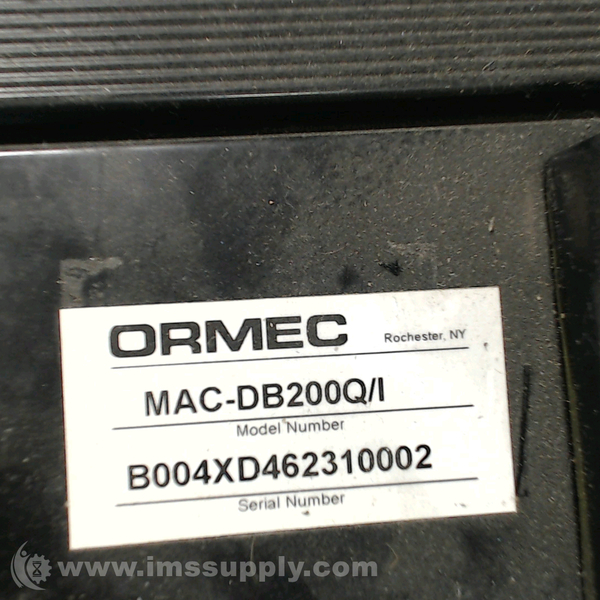 ORMEC Rochester, NY
MAC-DB200Q/I
Model Number
B004XD462310002
Serial Number
www.imssupply.com